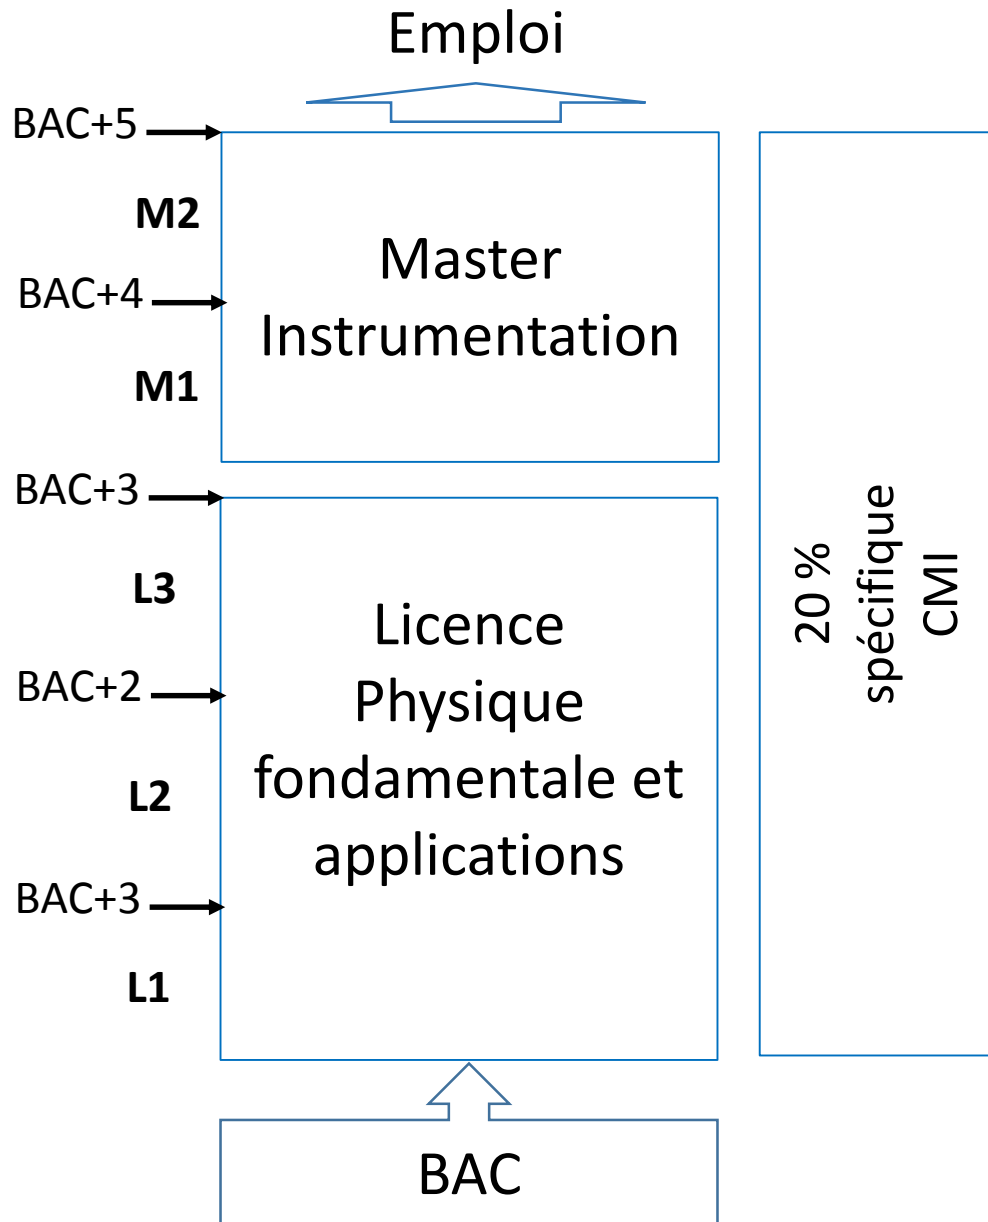 Emploi
BAC+5
M2
Master
Instrumentation
BAC+4
M1
BAC+3
L3
Licence
Physique
fondamentale et
applications
BAC+2
L2
BAC+3
L1
20 %
spécifique
CMI
BAC